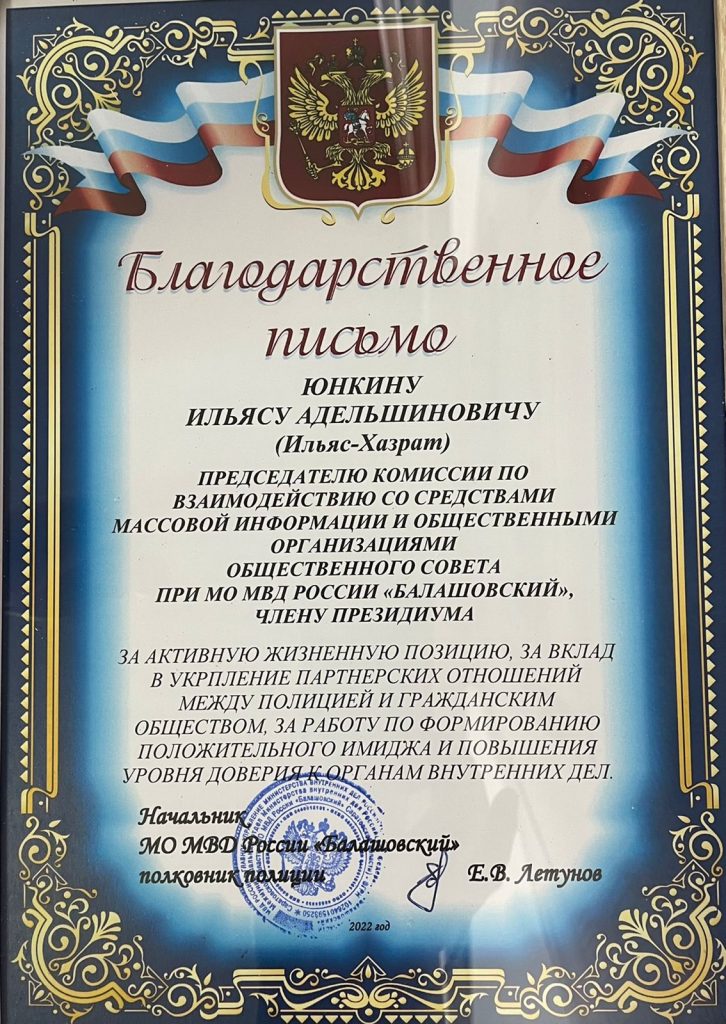 Благодарственное
письмо
ЮНКИНУ
ИЛЬЯСУ АДЕЛЬШИНОВИЧУ
(Ильяс-Хазрат)
ПРЕДСЕДАТЕЛЮ КОМИССИИ ПО
ВЗАИМОДЕЙСТВИЮ СО СРЕДСТВАМИ
МАССОВОЙ ИНФОРМАЦИИ И ОБЩЕСТВЕННЫМИ
ОРГАНИЗАЦИЯМИ
ОБЩЕСТВЕННОГО СОВЕТА
ПРИ МО МВД РОССИИ «БАЛАШОВСКИЙ»,
ЧЛЕНУ ПРЕЗИДИУМА
ЗА АКТИВНУЮ ЖИЗНЕННУЮ ПОЗИЦИЮ, ЗА ВКЛАД
В УКРПЛЕНИЕ ПАРТНЕРСКИХ ОТНОШЕНИЙ
МЕЖДУ ПОЛИЦИЕЙ И ГРАЖДАНСКИМ
ОБЩЕСТВОМ, ЗА РАБОТУ ПО ФОРМИРОВАНИЮ
ПОЛОЖИТЕЛЬНОГО ИМИДЖА И ПОВЫШЕНИЯ
УРОВНЯ ДОВЕРИЯ К ОРГАНАМ ВНУТРЕННИХ ДЕЛ.
Начальник
МО МВД России «Балашовский»
полковник полиции Е.В. Летунов
2022 год